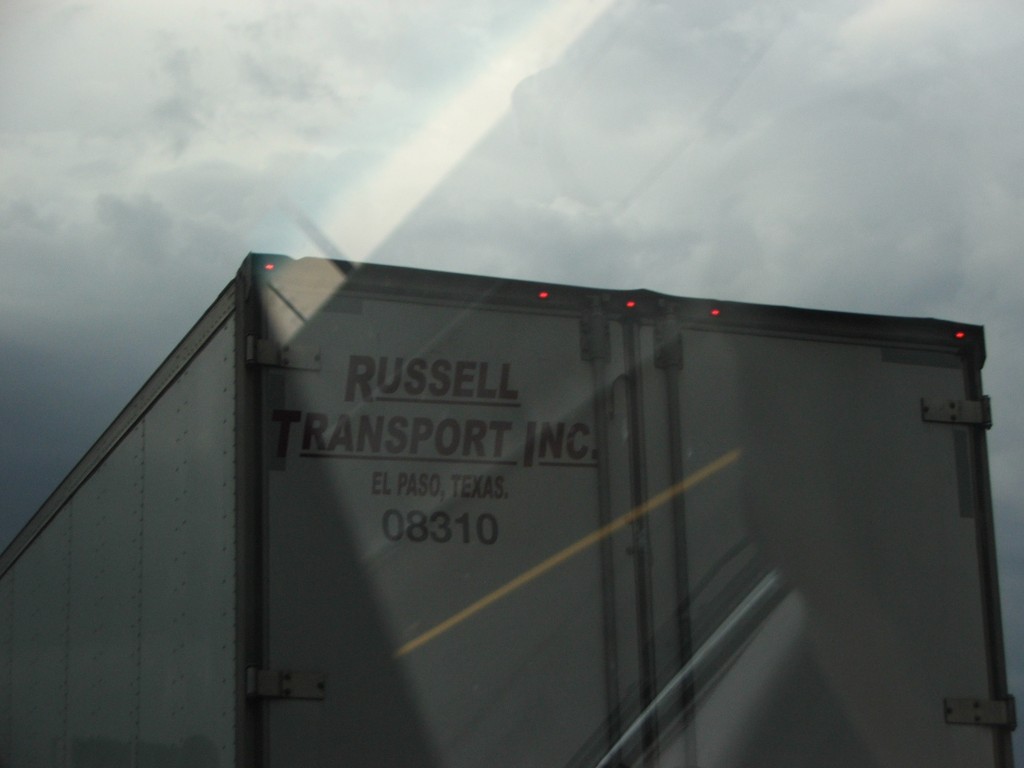 RUSSELL
TRANSPORT INC.
EL PASO, TEXAS.
08310